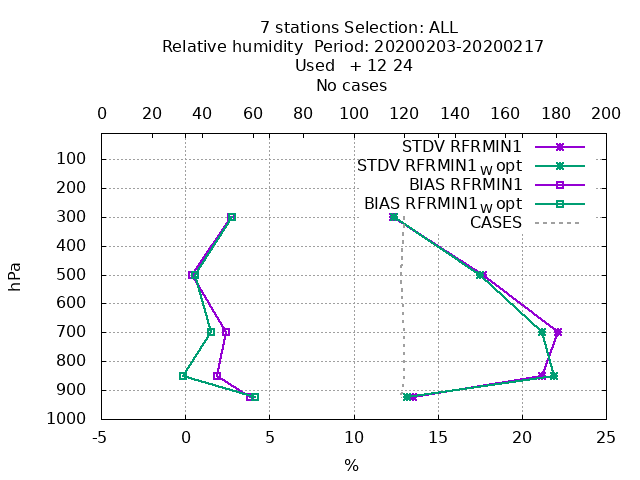 7 stations Selection: ALL
Relative humidity  Period: 20200203-20200217
Used   + 12 24
No cases
0 20 40 60 80 100 120 140 160 180 200
STDV RFRMIN1
STDV RFRMIN1W opt
BIAS RFRMIN1
BIAS RFRMIN1W opt
CASES
hPa
100
200
300
400
500
600
700
800
900
1000
-5 0 5 10 15 20 25
%